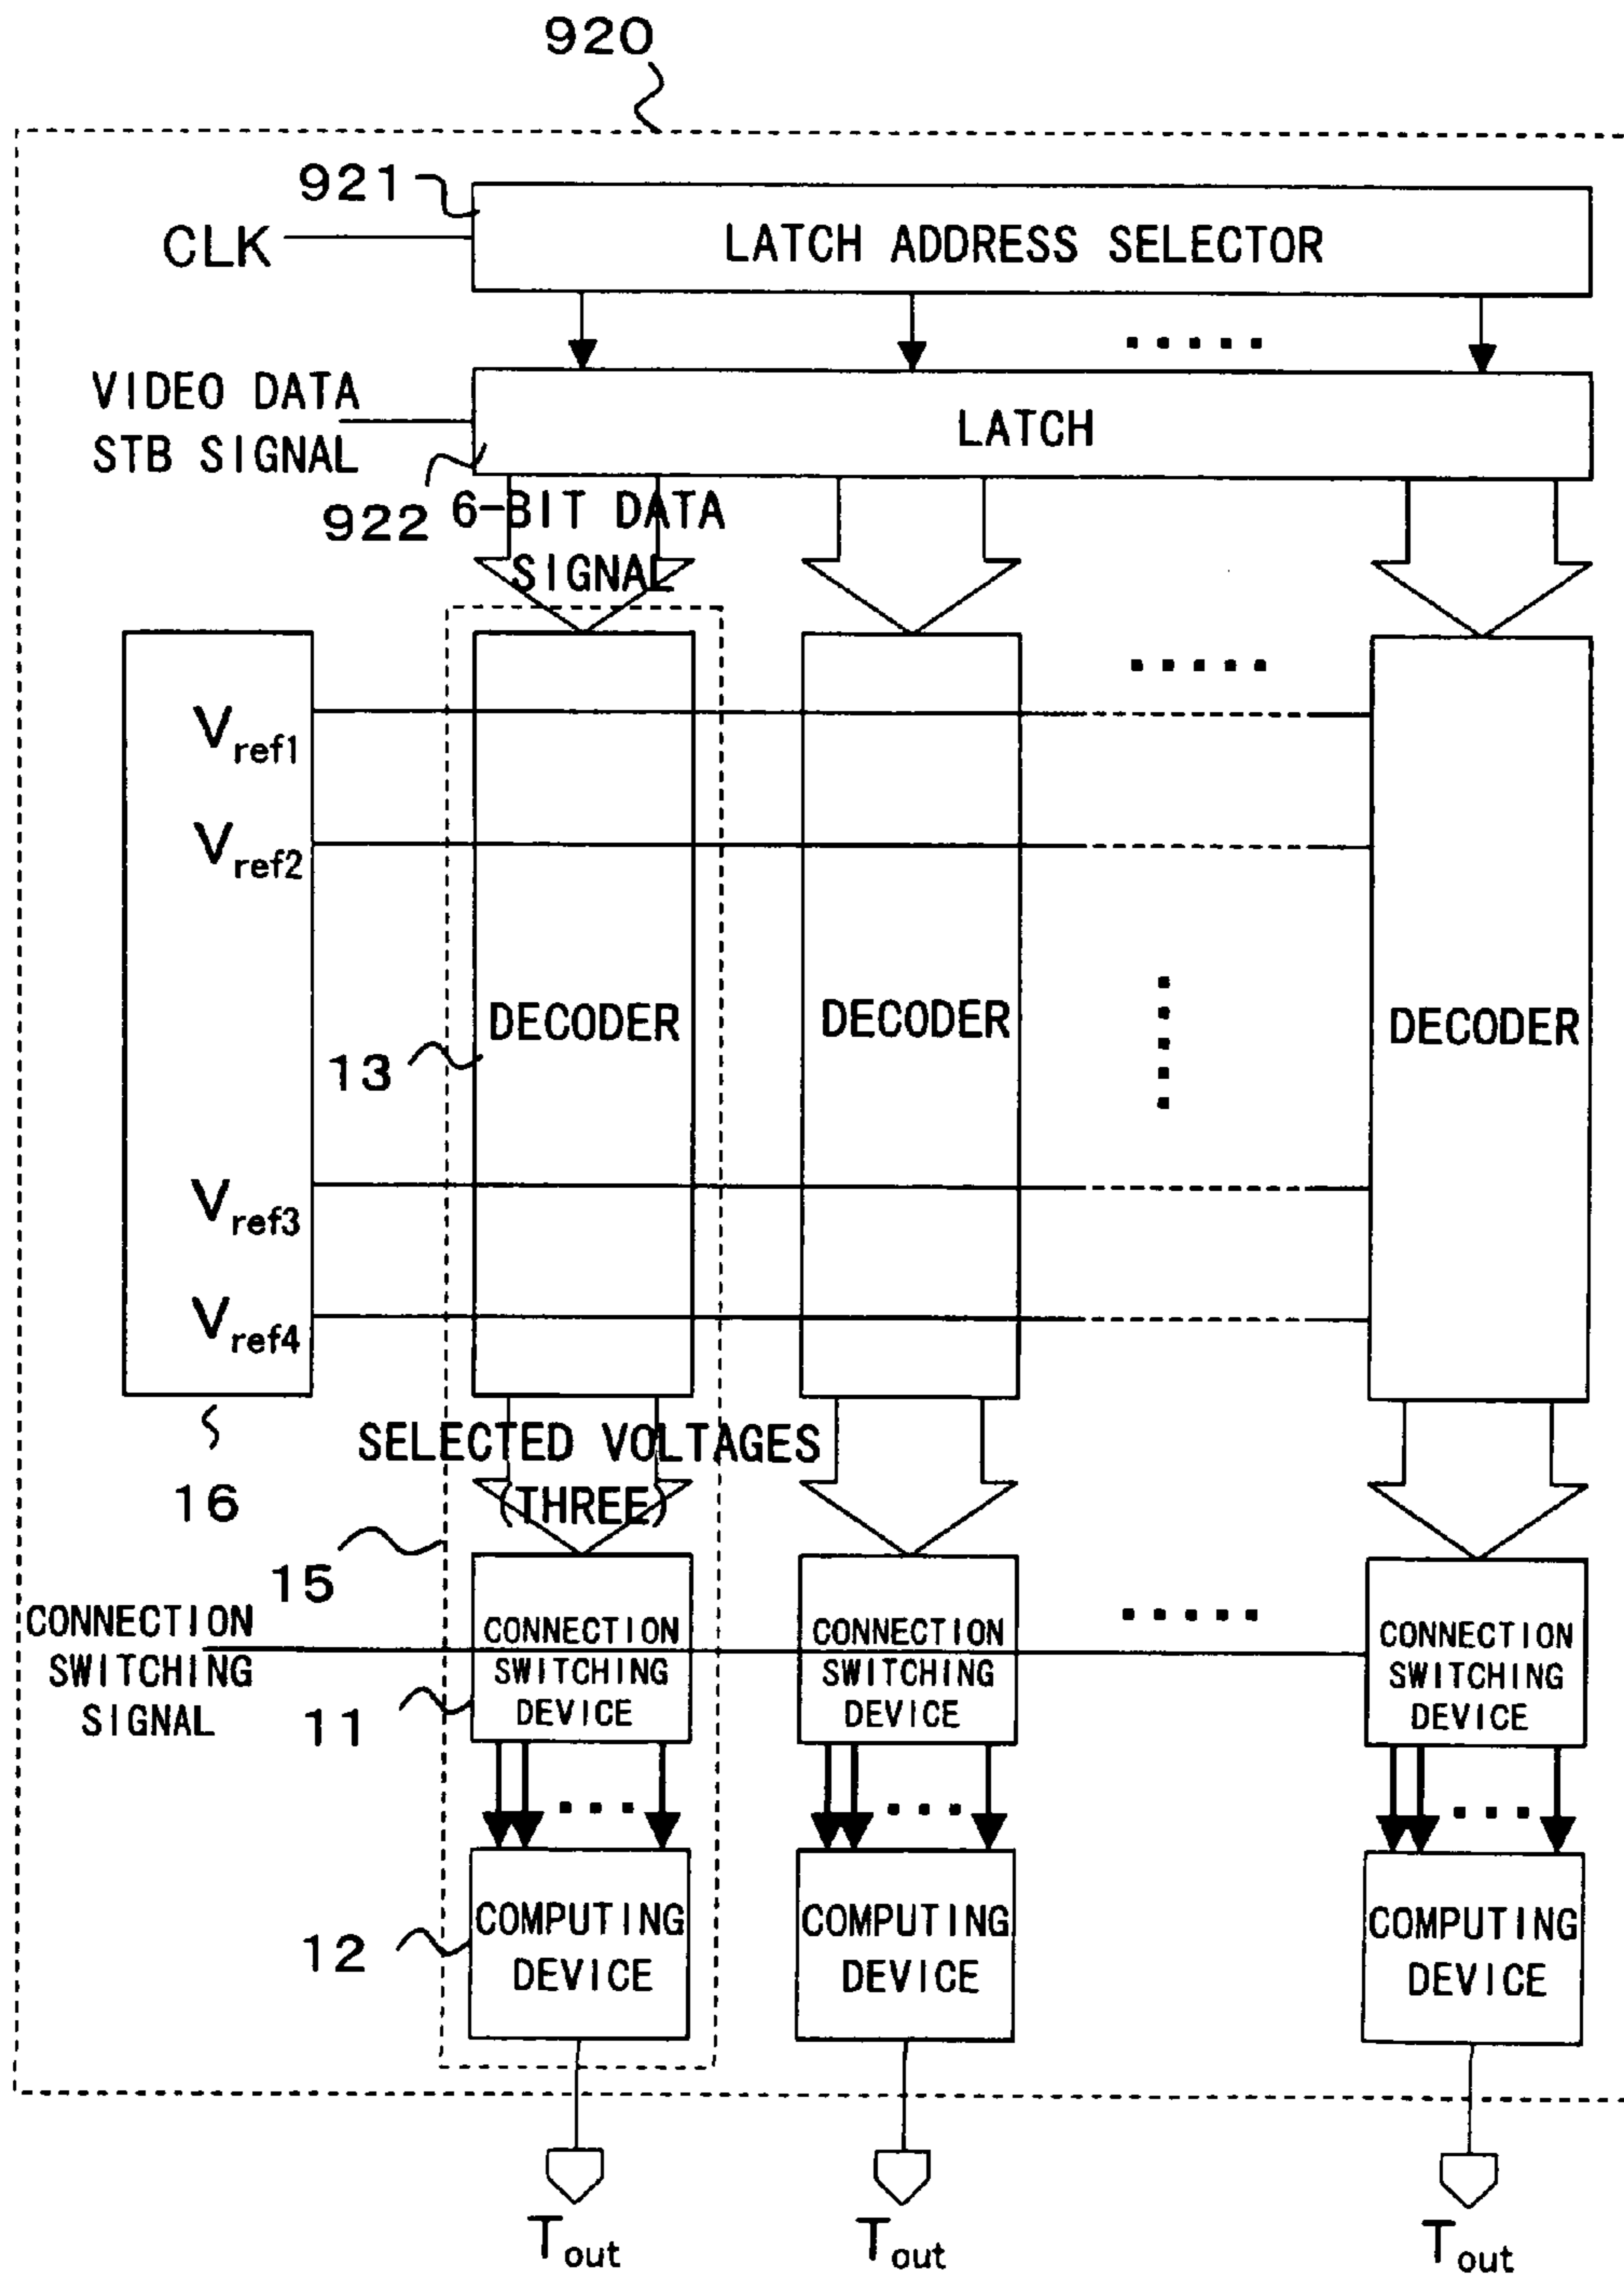 920
921
CLK
LATCH ADDRESS SELECTOR
VIDEO DATA
STB SIGNAL
LATCH
922
6-BIT DATA
SIGNAL
Vref1
Vref2
DECODER
DECODER
DECODER
13
Vref3
Vref4
SELECTED VOLTAGES
(THREE)
16
15
CONNECTION
SWITCHING
SIGNAL
CONNECTION
SWITCHING
DEVICE
CONNECTION
SWITCHING
DEVICE
CONNECTION
SWITCHING
DEVICE
11
COMPUTING
DEVICE
COMPUTING
DEVICE
COMPUTING
DEVICE
12
Tout
Tout
Tout